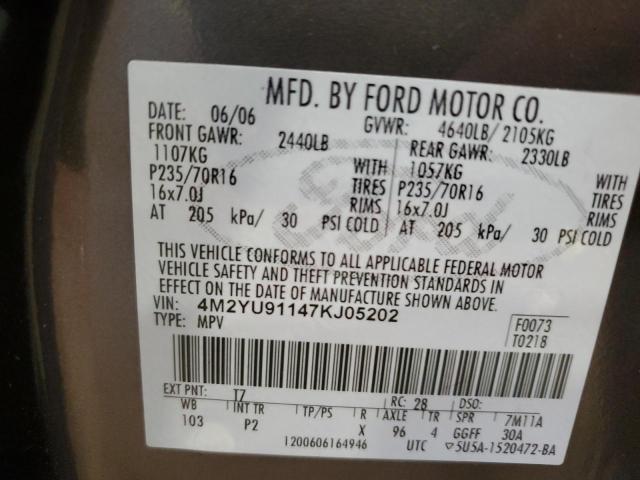 MFD. BY FORD MOTOR CO.
DATE: 06/06 GVWR: 4640LB/ 2105KG
FRONT GAWR: 2440LB REAR GAWR: 2330LB
1107KG WITH 1057KG WITH
P235/70R16 TIRES P235/70R16 TIRES
16x7.0J RIMS 16x7.0J RIMS
AT 205 kPa/ 30 PSI COLD AT 205 kPa/ 30 PSI COLD
THIS VEHICLE CONFORMS TO ALL APPLICABLE FEDERAL MOTOR
VEHICLE SAFETY AND THEFT PREVENTION STANDARDS IN
EFFECT ON THE DATE OF MANUFACTURE SHOWN ABOVE.
VIN: 4M2YU91147KJ05202 F0073
TYPE: MPV T0218
EXT PNT: T7 RC: 28 DSO:
WB INT TR TP/PS R AXLE TR SPR 7M11A
103 P2 X 96 4 GGFF 30A
1200606164946 UTC 5U5A-1520472-BA